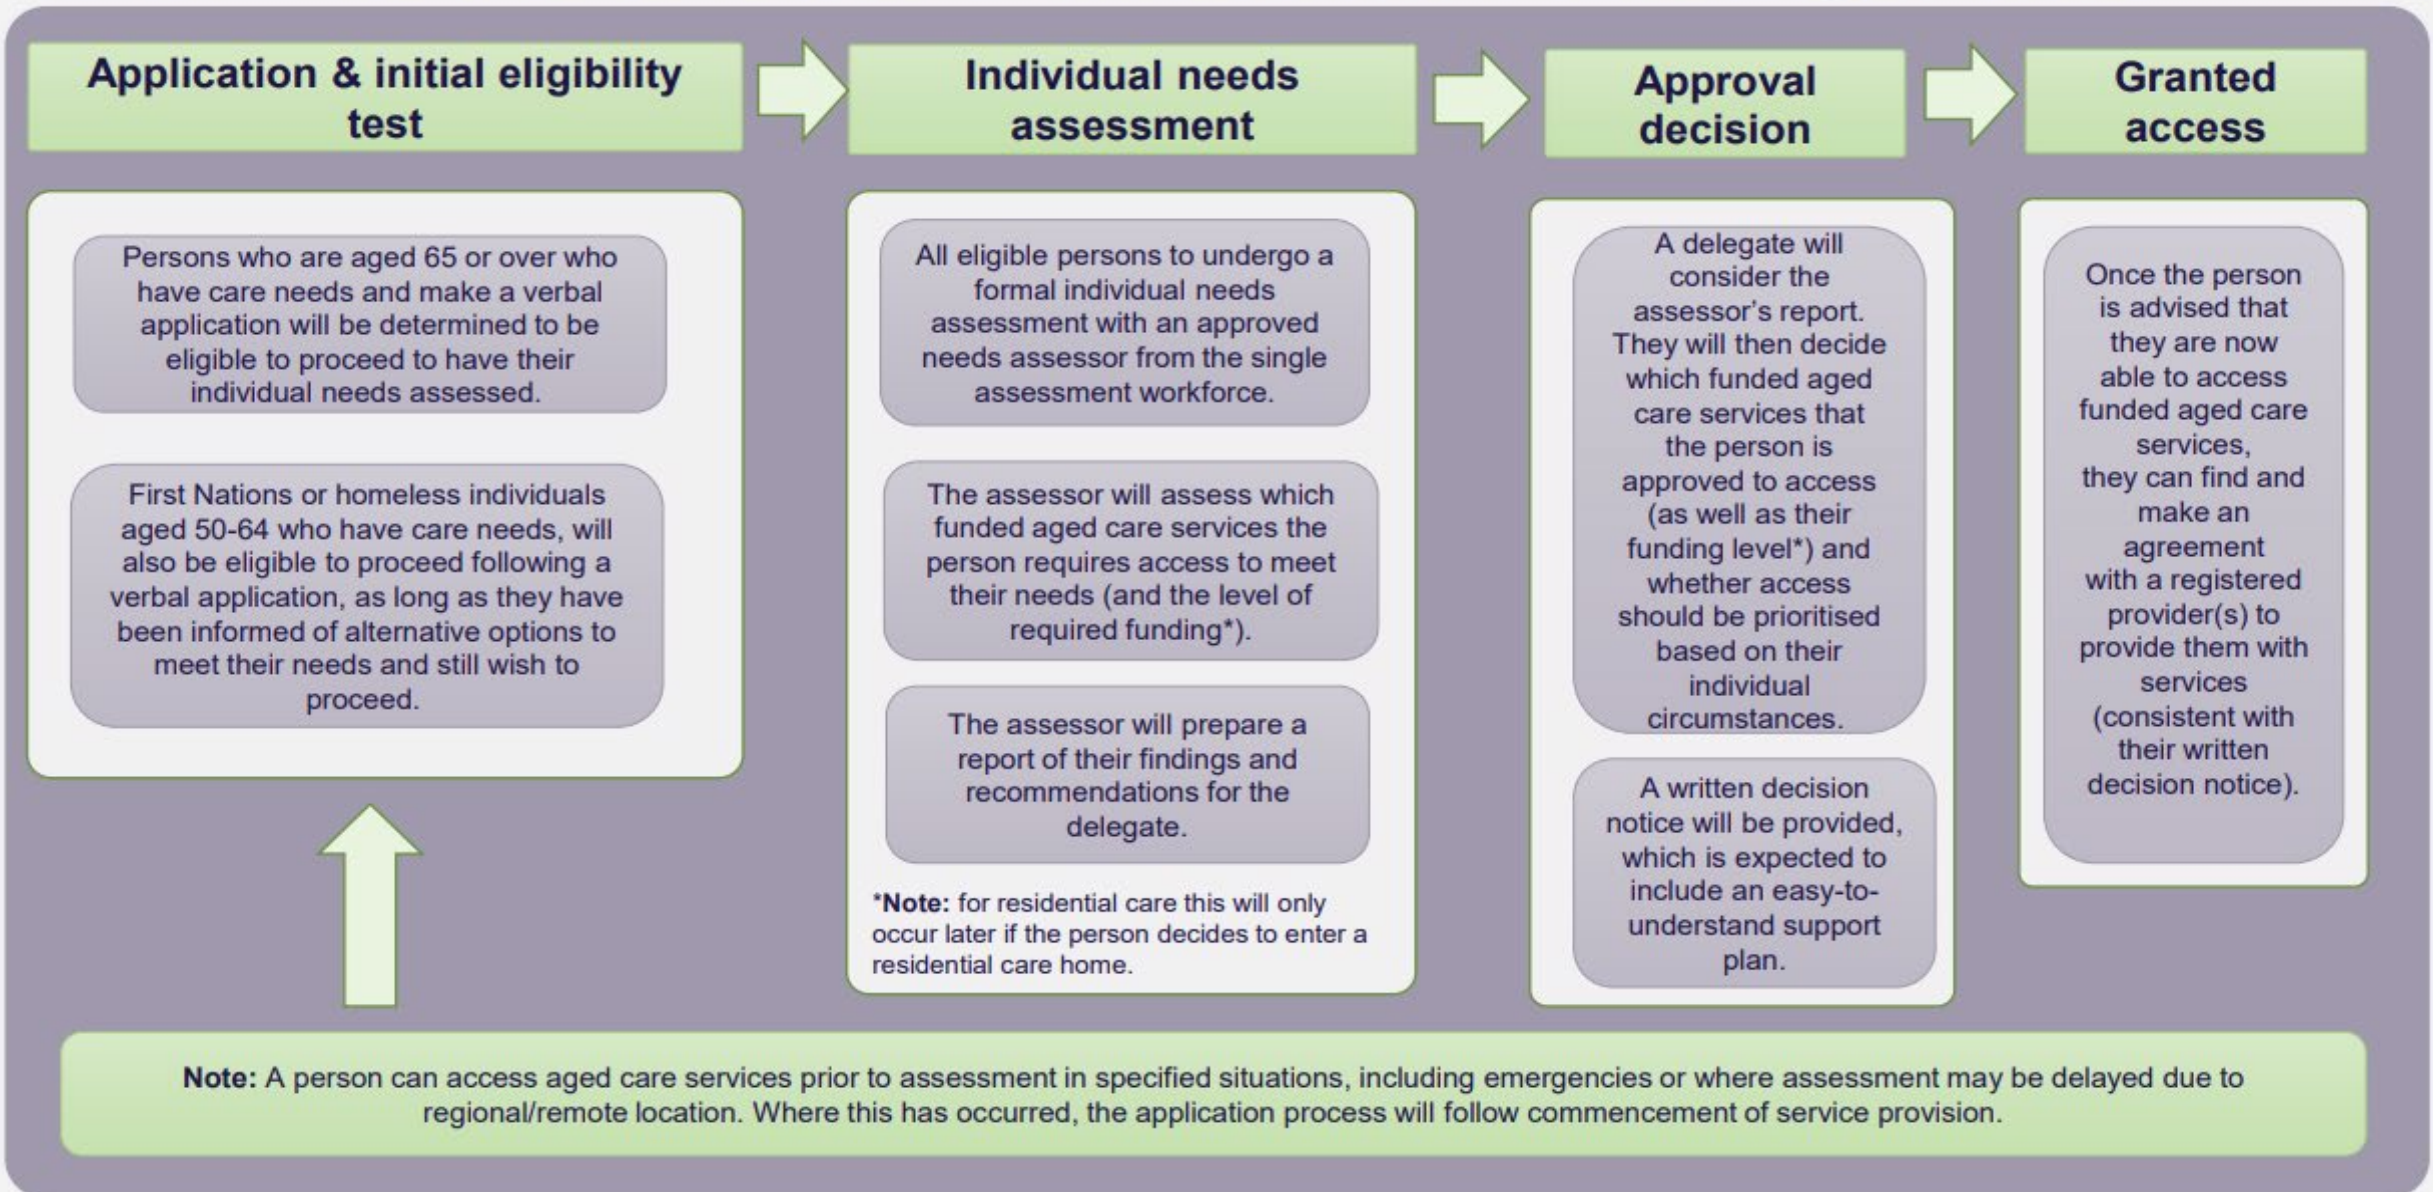 Application & initial eligibility
test
Persons who are aged 65 or over who
have care needs and make a verbal
application will be determined to be
eligible to proceed to have their
individual needs assessed.
First Nations or homeless individuals
aged 50-64 who have care needs, will
also be eligible to proceed following a
verbal application, as long as they have
been informed of alternative options to
meet their needs and still wish to
proceed.
Individual needs
assessment
All eligible persons to undergo a
formal individual needs
assessment with an approved
needs assessor from the single
assessment workforce.
The assessor will assess which
funded aged care services the
person requires access to meet
their needs (and the level of
required funding*).
The assessor will prepare a
report of their findings and
recommendations for the
delegate.
*Note: for residential care this will only
occur later if the person decides to enter a
residential care home.
Approval
decision
A delegate will
consider the
assessor’s report.
They will then decide
which funded aged
care services that
the person is
approved to access
(as well as their
funding level*) and
whether access
should be prioritised
based on their
individual
circumstances.
A written decision
notice will be provided,
which is expected to
include an easy-to-
understand support
plan.
Granted
access
Once the person
is advised that
they are now
able to access
funded aged care
services,
they can find and
make an
agreement
with a registered
provider(s) to
provide them with
services
(consistent with
their written
decision notice).
Note: A person can access aged care services prior to assessment in specified situations, including emergencies or where assessment may be delayed due to
regional/remote location. Where this has occurred, the application process will follow commencement of service provision.